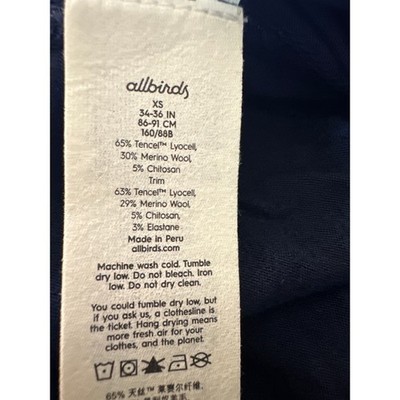 allbirds
XS
34-36 IN
86-91 CM
160/88B
65% Tencel™ Lyocell,
30% Merino Wool,
5% Chitosan
Trim
63% Tencel™ Lyocell,
29% Merino Wool,
5% Chitosan,
3% Elastane
Made in Peru
allbirds.com
Machine wash cold. Tumble
dry low. Do not bleach. Iron
low. Do not dry clean.
You could tumble dry low, but
if you ask us, a clothesline is
the ticket. Hang drying means
more fresh air for your
clothes, and the planet.
65% 天丝™ 莱赛尔纤维,